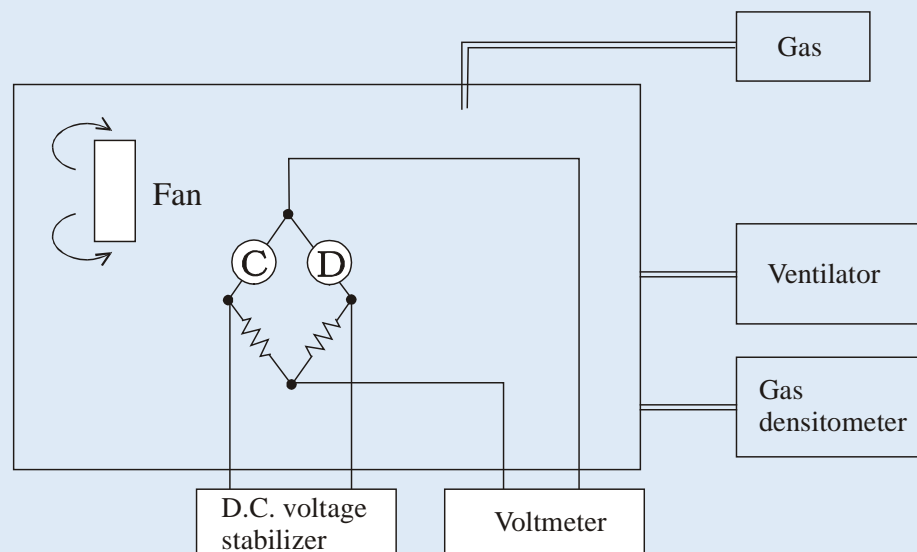 Gas
Fan
C
D
Ventilator
Gas
densitometer
D.C. voltage
stabilizer
Voltmeter